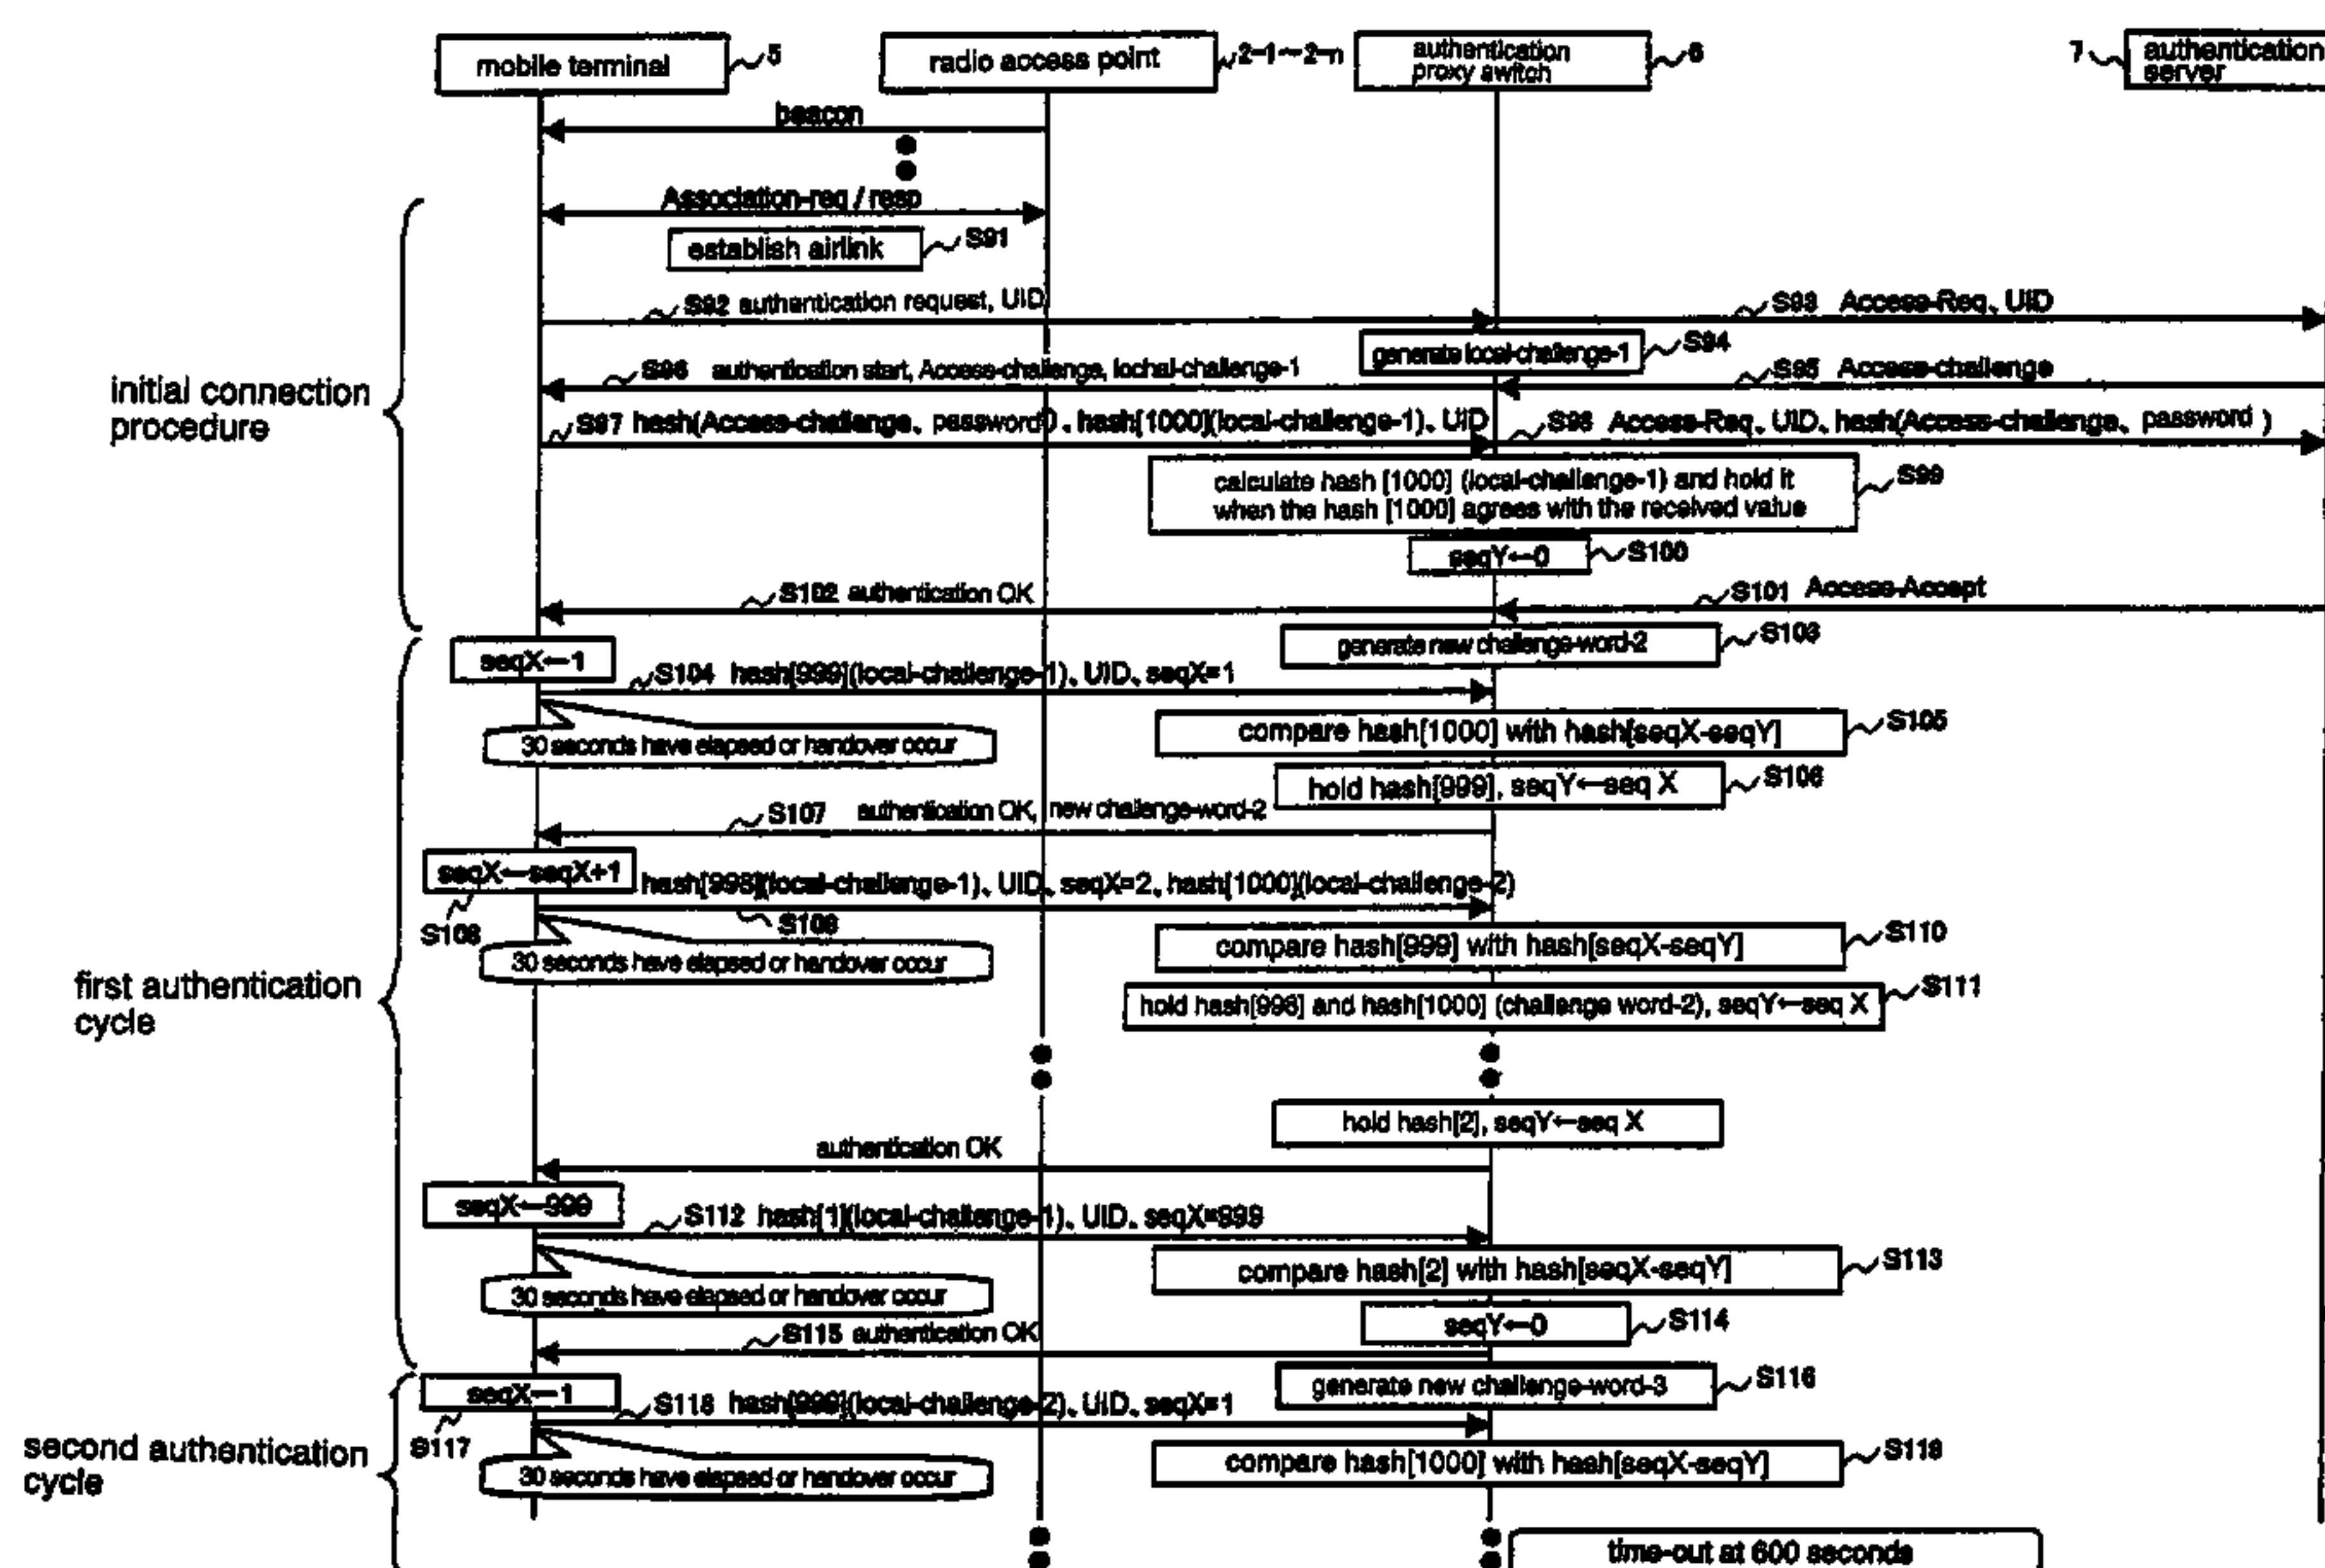 mobile terminal
5
radio access point
2-1~2-n
authentication
proxy switch
6
7
authentication
server
beacon
Association-req / resp
establish airlink
S91
S92 authentication request, UID
S93 Access-Req, UID
generate local-challenge-1
S94
S96 authentication start, Access-challenge, lochal-challenge-1
S95 Access-challenge
initial connection
procedure
S97 hash(Access-challenge, password), hash[1000](local-challenge-1), UID
S98 Access-Req, UID, hash(Access-challenge, password )
calculate hash [1000] (local-challenge-1) and hold it
when the hash [1000] agrees with the received value
S99
seqY←0
S100
S102 authentication OK
S101 Access-Accept
generate new challenge-word-2
S103
seqX←1
S104 hash[999](local-challenge-1), UID, seqX=1
30 seconds have elapsed or handover occur
compare hash[1000] with hash[seqX-seqY]
S105
hold hash[999], seqY←seq X
S106
S107 authentication OK, new challenge-word-2
seqX←seqX+1
hash[998](local-challenge-1), UID, seqX=2, hash[1000](local-challenge-2)
S108
S109
30 seconds have elapsed or handover occur
compare hash[999] with hash[seqX-seqY]
S110
first authentication
cycle
hold hash[998] and hash[1000] (challenge word-2), seqY←seq X
S111
hold hash[2], seqY←seq X
authentication OK
seqX←999
S112 hash[1](local-challenge-1), UID, seqX=999
30 seconds have elapsed or handover occur
compare hash[2] with hash[seqX-seqY]
S113
seqY←0
S114
S115 authentication OK
generate new challenge-word-3
S116
seqX←1
S117
S118 hash[999](local-challenge-2), UID, seqX=1
second authentication
cycle
30 seconds have elapsed or handover occur
compare hash[1000] with hash[seqX-seqY]
S119
time-out at 600 seconds